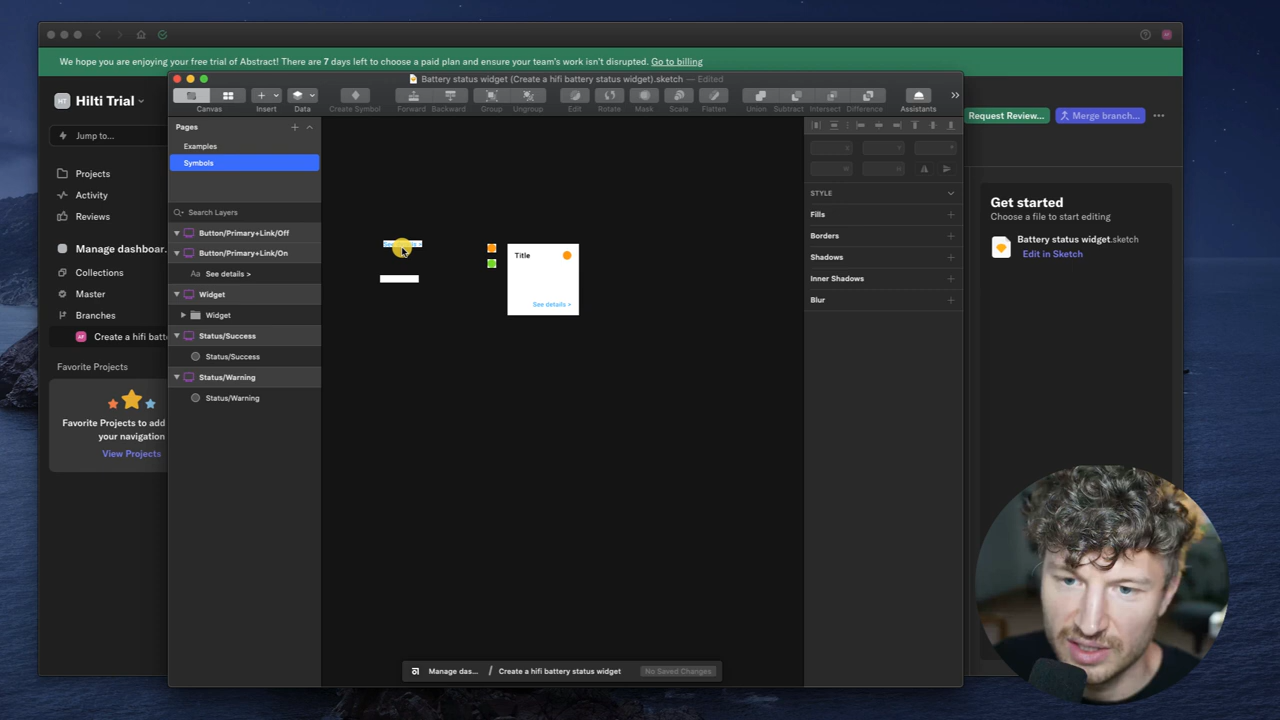 We hope you are enjoying your free trial of Abstract! There are 7 days left to choose a paid plan and ensure your team's work isn't disrupted. Go to billing
Hilti Trial
Jump to...
Projects
Activity
Reviews
Manage dashboar...
Collections
Master
Branches
Create a hifi batte
Favorite Projects
Favorite Projects to add
your navigation
View Projects
Battery status widget (Create a hifi battery status widget).sketch — Edited
Canvas
Insert
Data
Create Symbol
Forward
Backward
Group
Ungroup
Edit
Rotate
Mask
Scale
Flatten
Union
Subtract
Intersect
Difference
Assistants
Pages
Examples
Symbols
Search Layers
Button/Primary+Link/Off
Button/Primary+Link/On
Aa See details >
Widget
Widget
Status/Success
Status/Success
Status/Warning
Status/Warning
Title
See details >
STYLE
Fills
Borders
Shadows
Inner Shadows
Blur
Manage das... / Create a hifi battery status widget
No Saved Changes
Request Review...
Merge branch...
Get started
Choose a file to start editing
Battery status widget.sketch
Edit in Sketch